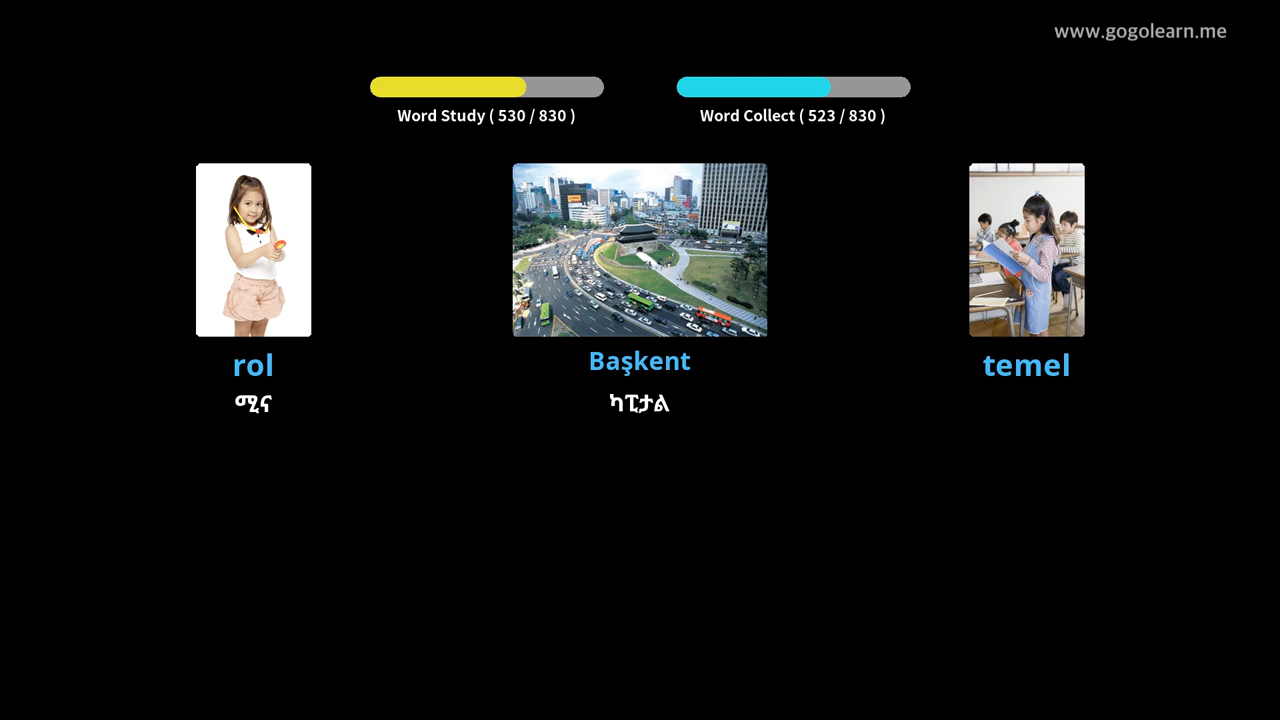 www.gogolearn.me
Word Study ( 530 / 830 )
Word Collect ( 523 / 830 )
rol
Başkent
temel
ሚና
ካፒታል